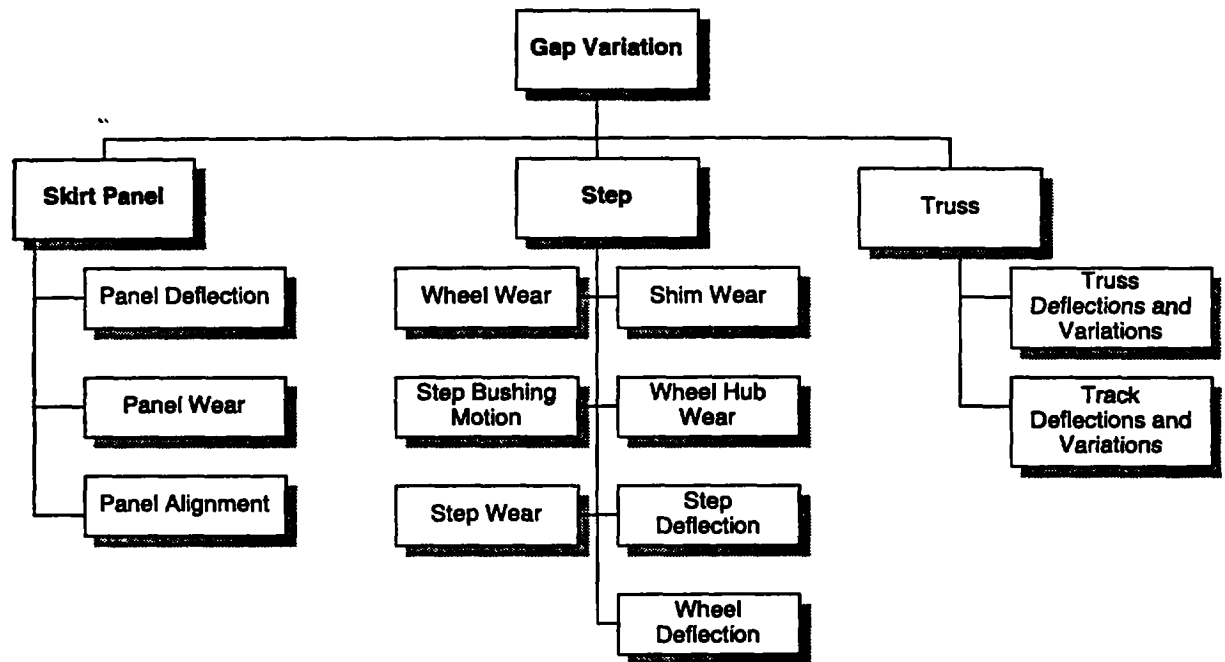 Gap Variation
Skirt Panel
Step
Truss
Panel Deflection
Panel Wear
Panel Alignment
Wheel Wear
Shim Wear
Step Bushing
Motion
Wheel Hub
Wear
Step Wear
Step
Deflection
Wheel
Deflection
Truss
Deflections and
Variations
Track
Deflections and
Variations